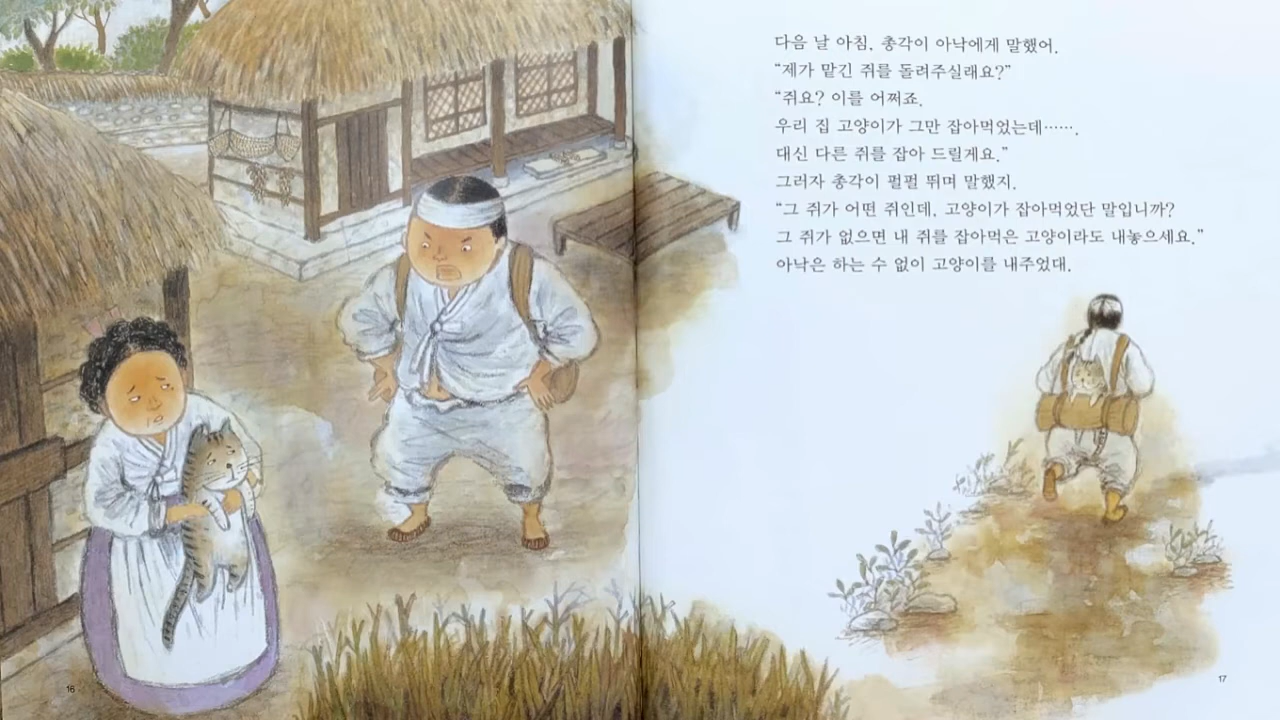 다음 날 아침, 총각이 아낙에게 말했어.
“제가 맡긴 쥐를 돌려주실래요?”
“쥐요? 이를 어쩌죠.
우리 집 고양이가 그만 잡아먹었는데…….
대신 다른 쥐를 잡아 드릴게요.”
그러자 총각이 펄펄 뛰며 말했지.
“그 쥐가 어떤 쥐인데, 고양이가 잡아먹었단 말입니까?
그 쥐가 없으면 내 쥐를 잡아먹은 고양이라도 내놓으세요.”
아낙은 하는 수 없이 고양이를 내주었대.
16
17